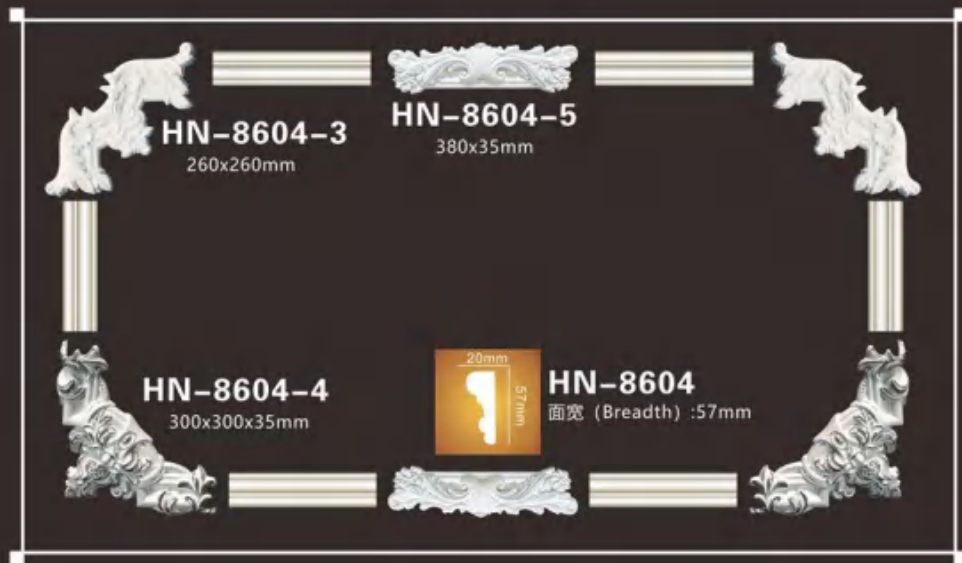 HN-8604-3
260x260mm
HN-8604-5
380x35mm
HN-8604-4
300x300x35mm
20mm
57mm
HN-8604
面宽 (Breadth) :57mm